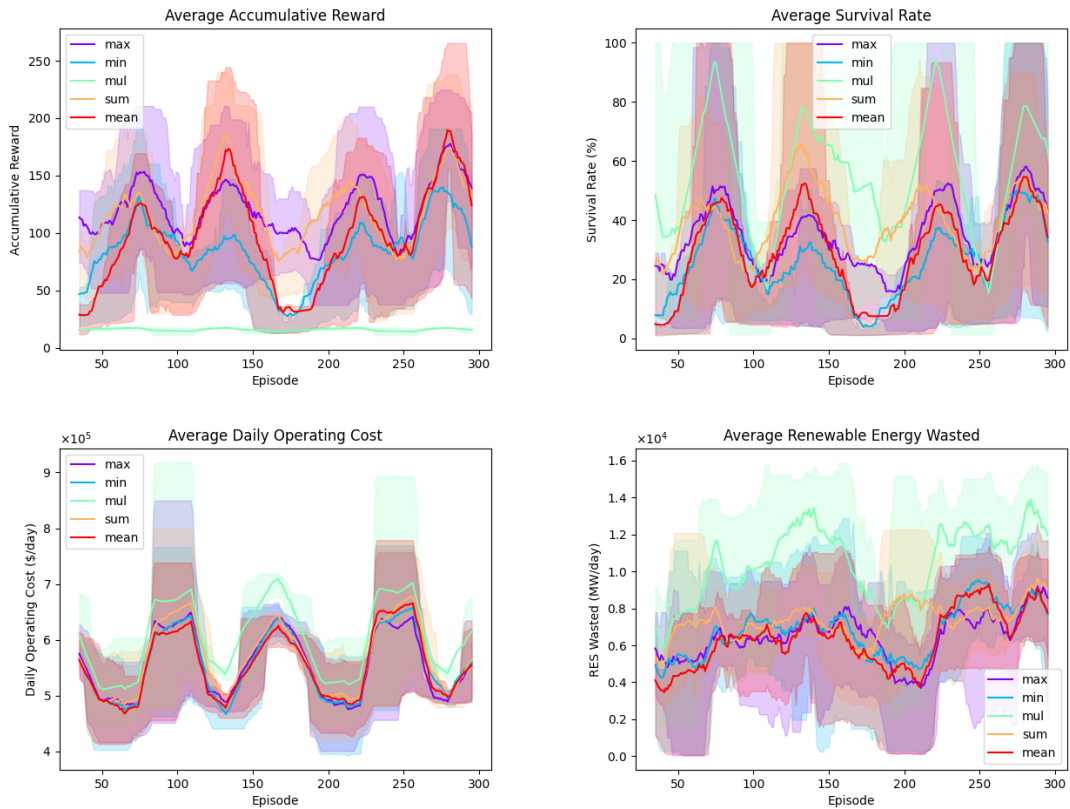 Average Accumulative Reward
Accumulative Reward
250
200
150
100
50
0
max
min
mul
sum
mean
50 100 150 200 250 300
Episode
Average Survival Rate
Survival Rate (%)
100
80
60
40
20
0
max
min
mul
sum
mean
50 100 150 200 250 300
Episode
×10⁵
Average Daily Operating Cost
Daily Operating Cost ($/day)
9
8
7
6
5
4
max
min
mul
sum
mean
50 100 150 200 250 300
Episode
×10⁴
Average Renewable Energy Wasted
RES Wasted (MW/day)
1.6
1.4
1.2
1.0
0.8
0.6
0.4
0.2
0.0
max
min
mul
sum
mean
50 100 150 200 250 300
Episode